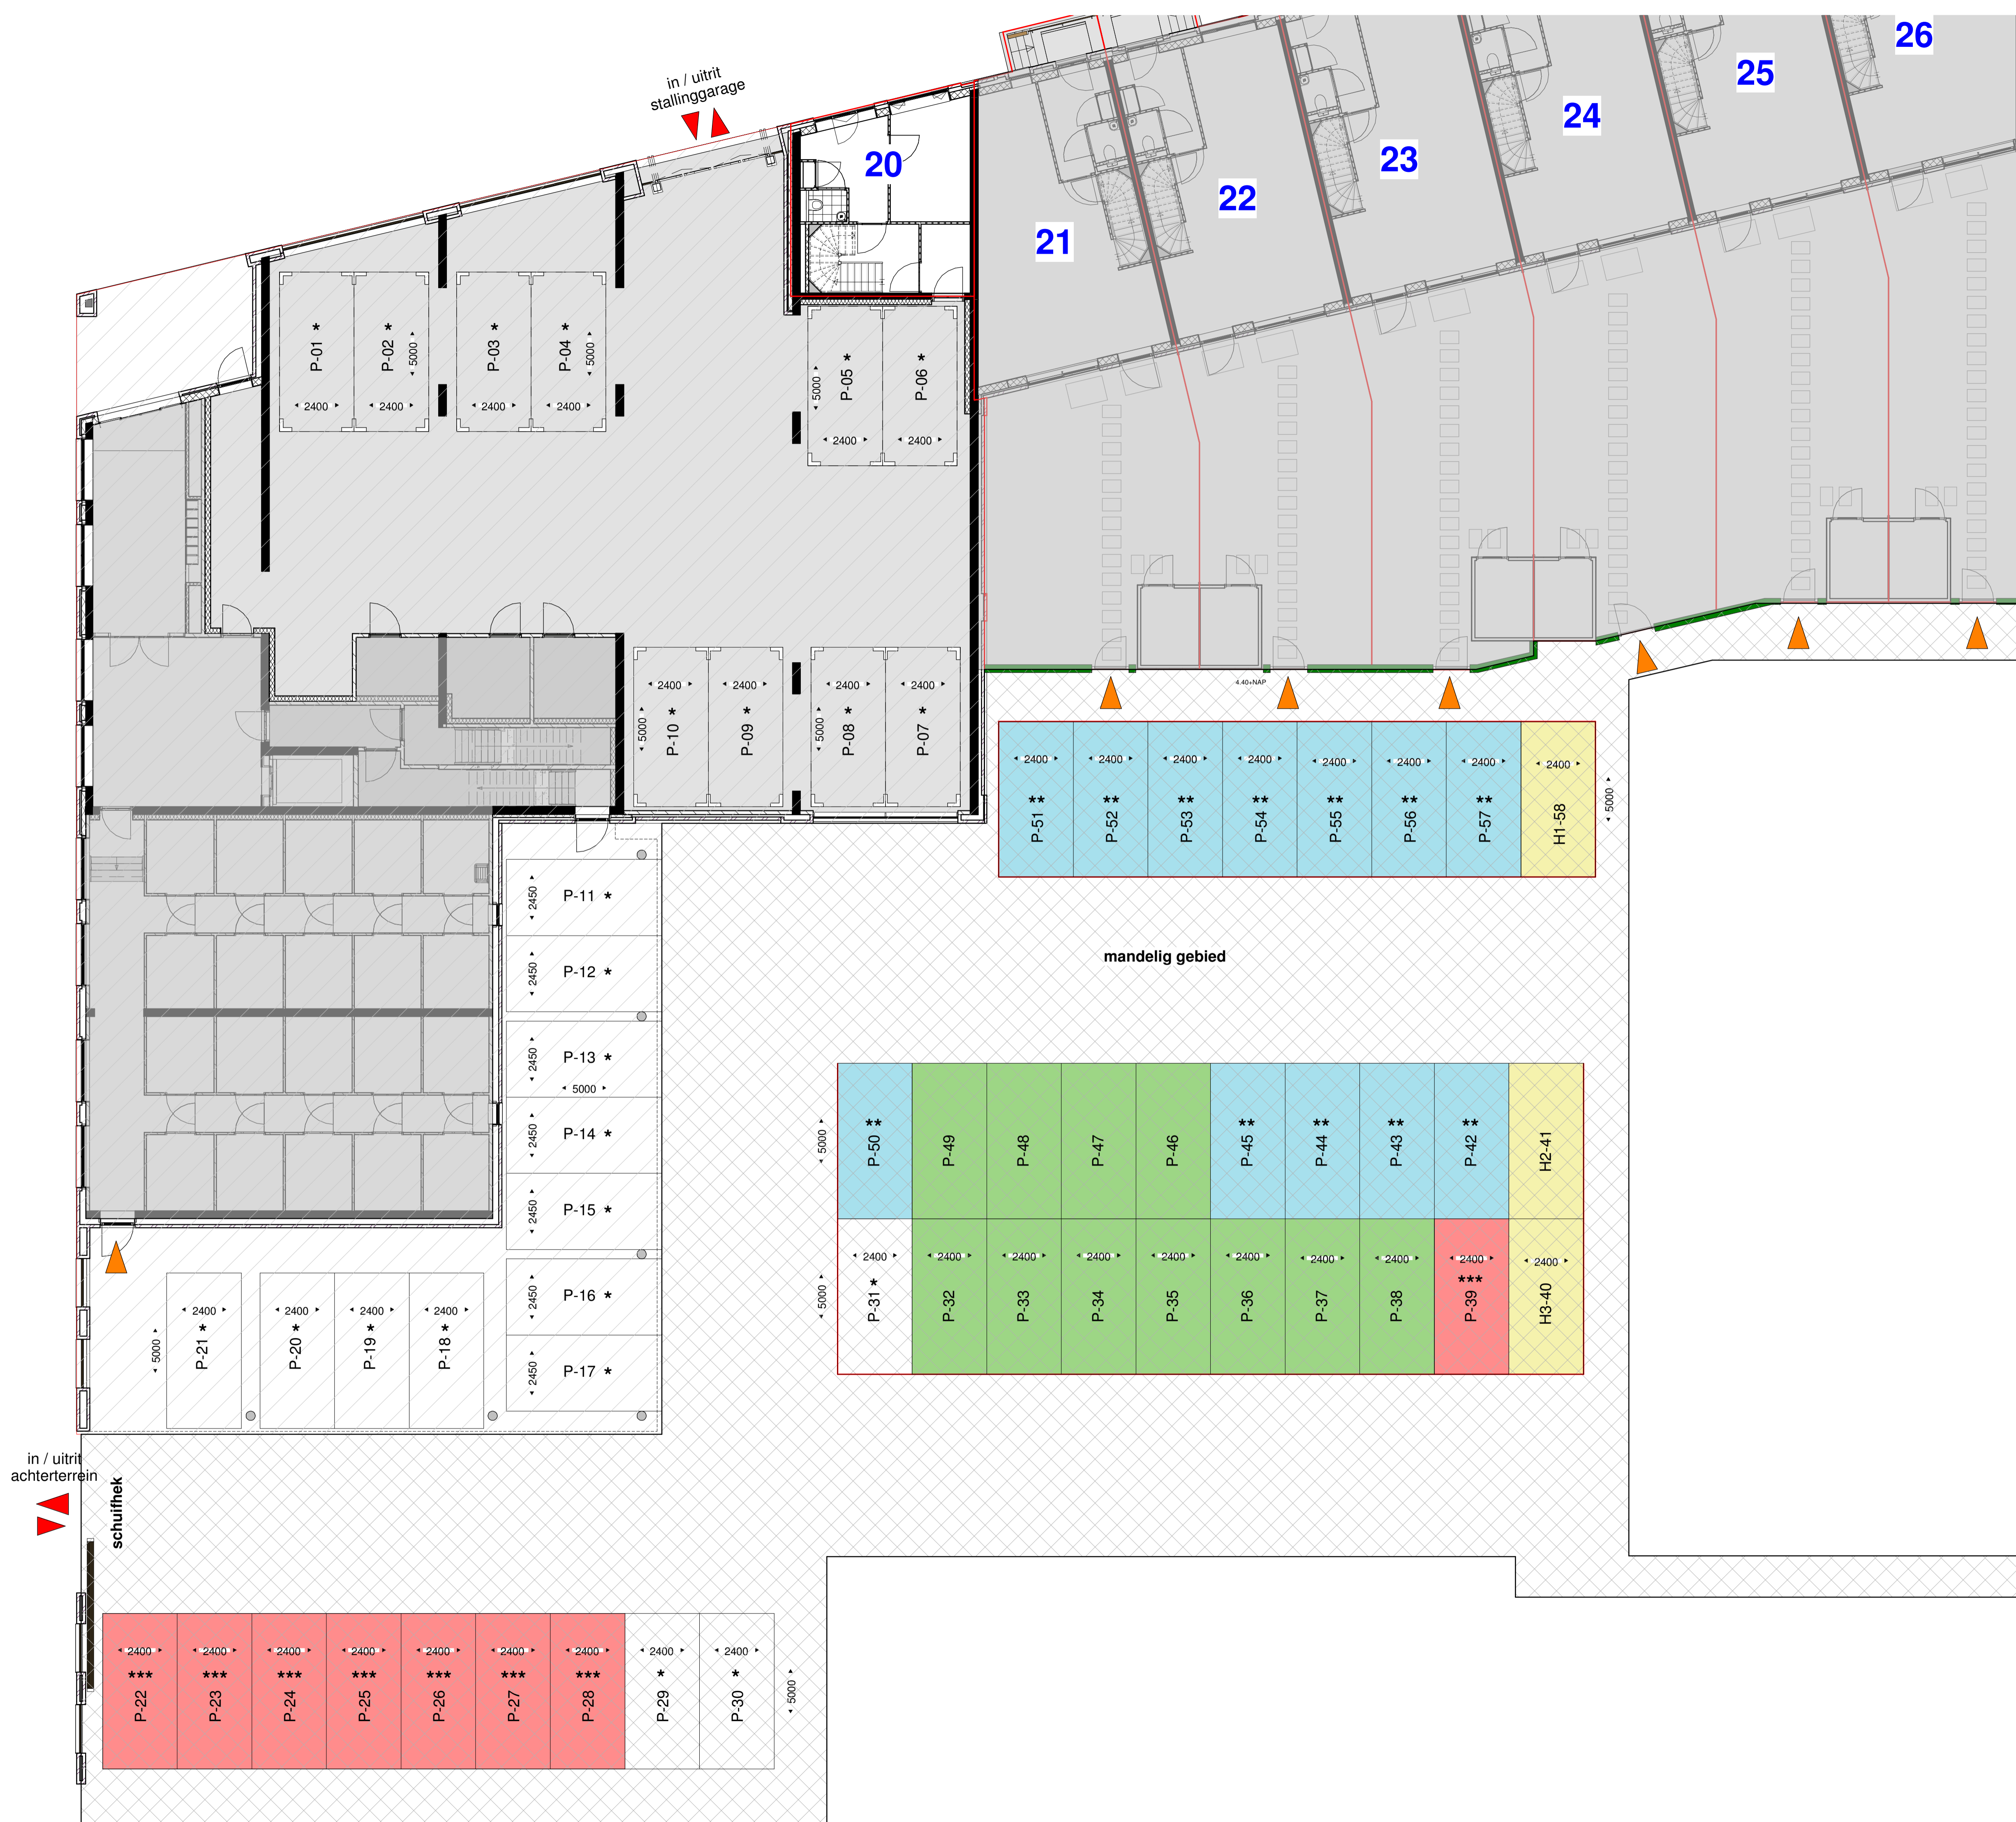 in / uitrit
stallinggarage
20
21
22
23
24
25
26
P-01 *
P-02 *
5000
2400
2400
P-03 *
P-04 *
5000
2400
2400
5000
P-05 *
P-06 *
2400
2400
2400
2400
5000
P-10 *
P-09 *
2400
2400
5000
P-08 *
P-07 *
4.40+NAP
2400
2400
2400
2400
2400
2400
2400
2400
5000
P-51 **
P-52 **
P-53 **
P-54 **
P-55 **
P-56 **
P-57 **
H1-58
2450
P-11 *
2450
P-12 *
2450
P-13 *
5000
2450
P-14 *
2450
P-15 *
2450
P-16 *
2450
P-17 *
mandelig gebied
5000
P-50 **
P-49
P-48
P-47
P-46
P-45 **
P-44 **
P-43 **
P-42 **
H2-41
5000
2400
2400
2400
2400
2400
2400
2400
2400
2400
2400
P-31 *
P-32
P-33
P-34
P-35
P-36
P-37
P-38
P-39 ***
H3-40
5000
2400
2400
2400
2400
P-21 *
P-20 *
P-19 *
P-18 *
in / uitrit
achterterrein
schuifhek
2400
2400
2400
2400
2400
2400
2400
2400
2400
5000
P-22 ***
P-23 ***
P-24 ***
P-25 ***
P-26 ***
P-27 ***
P-28 ***
P-29 *
P-30 *